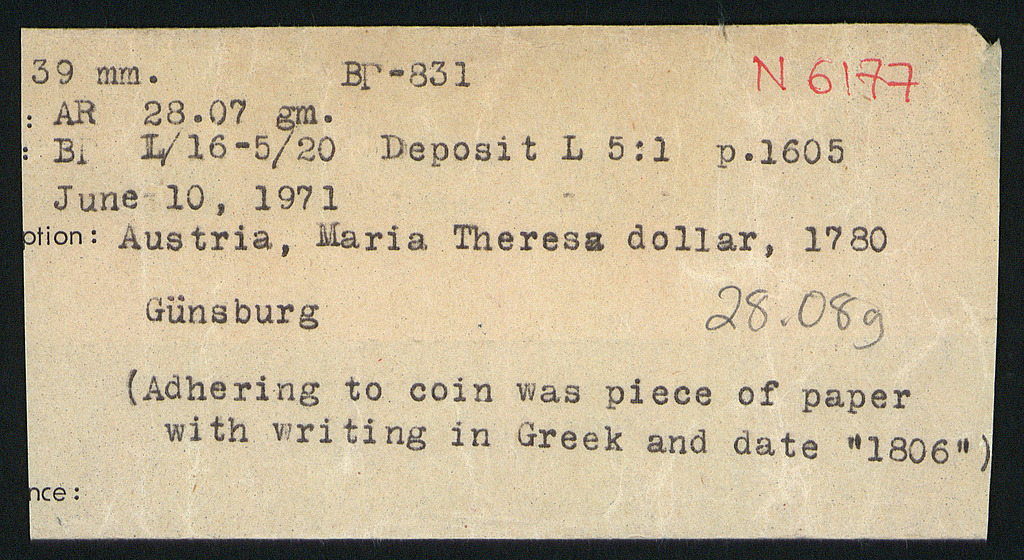 39 mm. BΓ-831 N 6177
: AR 28.07 gm.
: BΓ L/16-5/20 Deposit L 5:1 p.1605
June 10, 1971
ption: Austria, Maria Theresa dollar, 1780
Günsburg 28.08g
(Adhering to coin was piece of paper
with writing in Greek and date "1806")
nce: